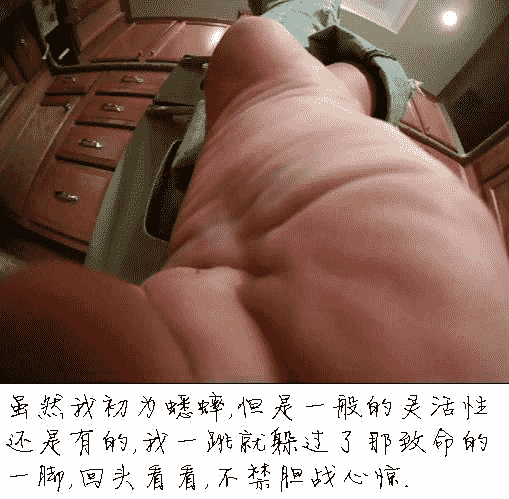 虽然我初为蟋蟀,但是一般的灵活性
还是有的,我一跳就躲过了那致命的
一脚,回头看看,不禁胆战心惊.